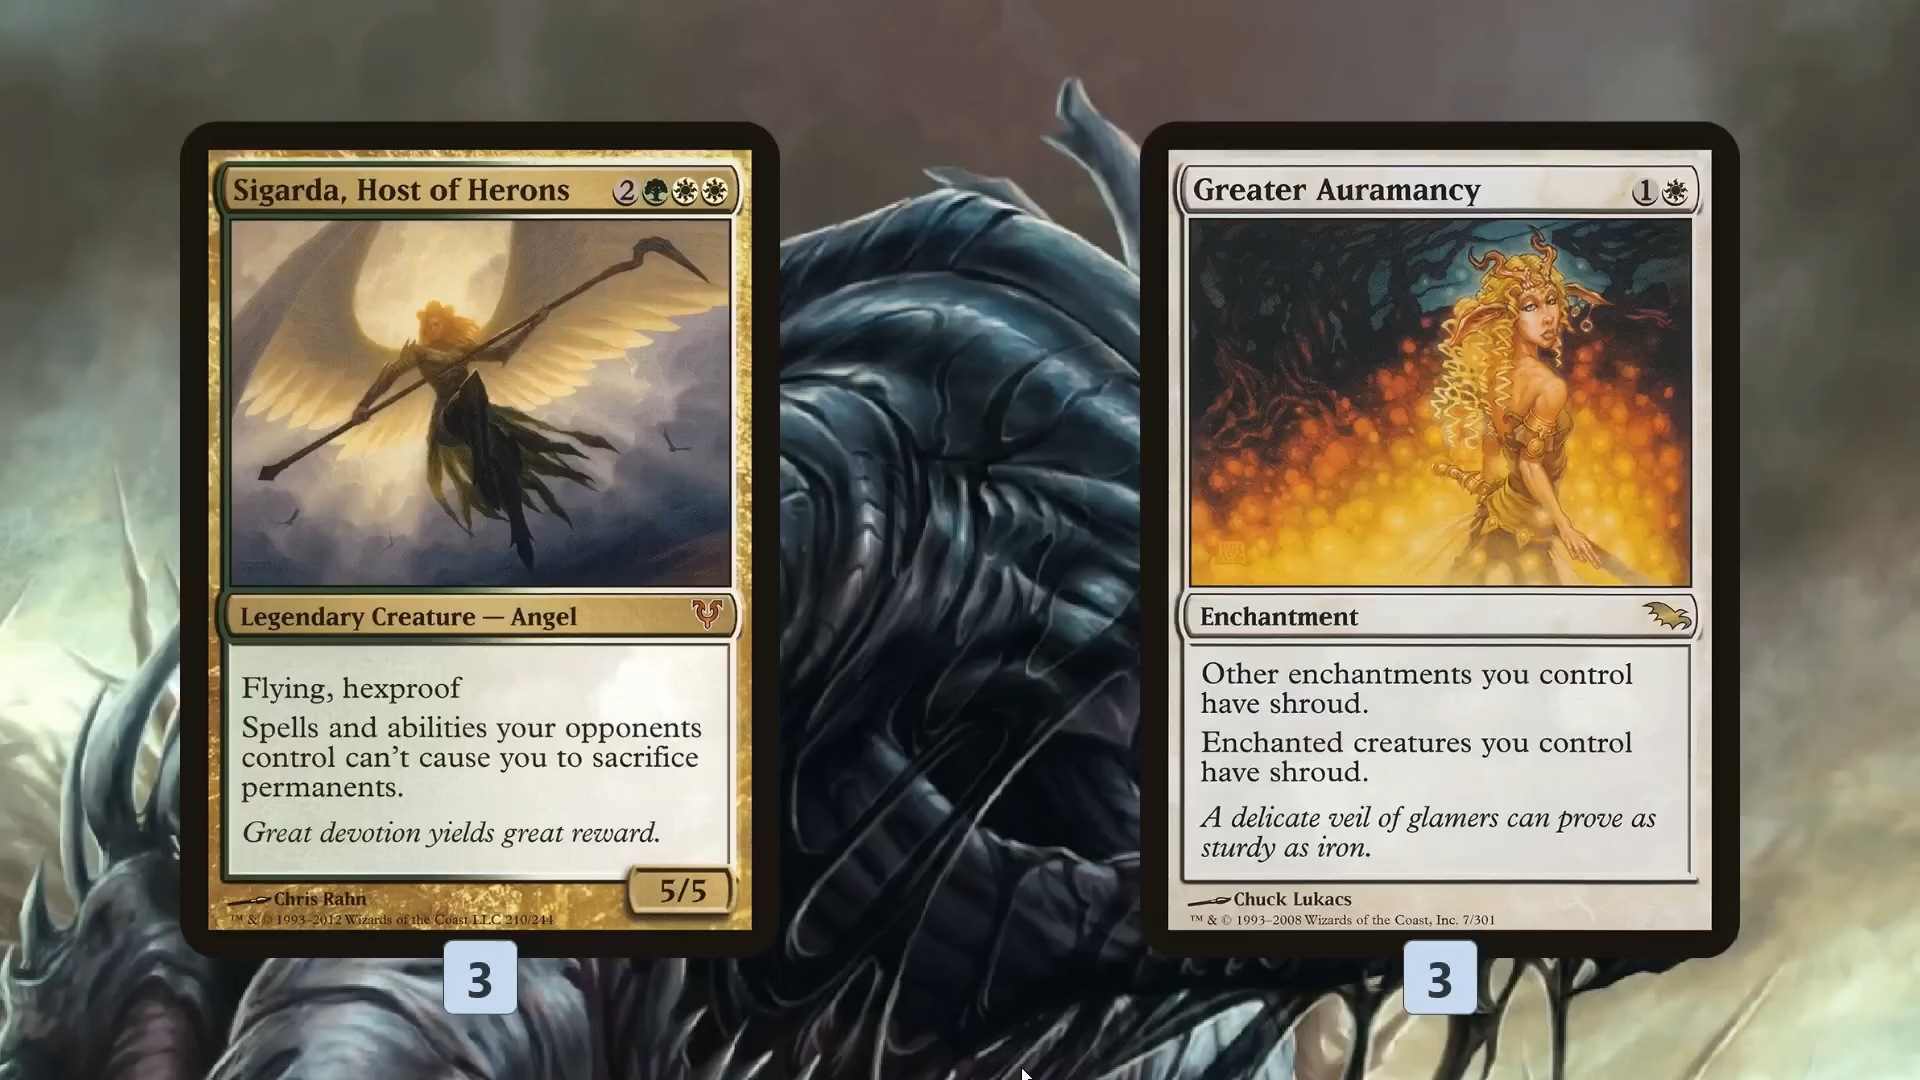 Sigarda, Host of Herons 2
Legendary Creature — Angel
Flying, hexproof
Spells and abilities your opponents
control can't cause you to sacrifice
permanents.
Great devotion yields great reward.
5/5
Chris Rahn
™ & © 1993–2012 Wizards of the Coast LLC 210/244
3
Greater Auramancy 1
Enchantment
Other enchantments you control
have shroud.
Enchanted creatures you control
have shroud.
A delicate veil of glamers can prove as
sturdy as iron.
Chuck Lukacs
™ & © 1993–2008 Wizards of the Coast, Inc. 7/301
3